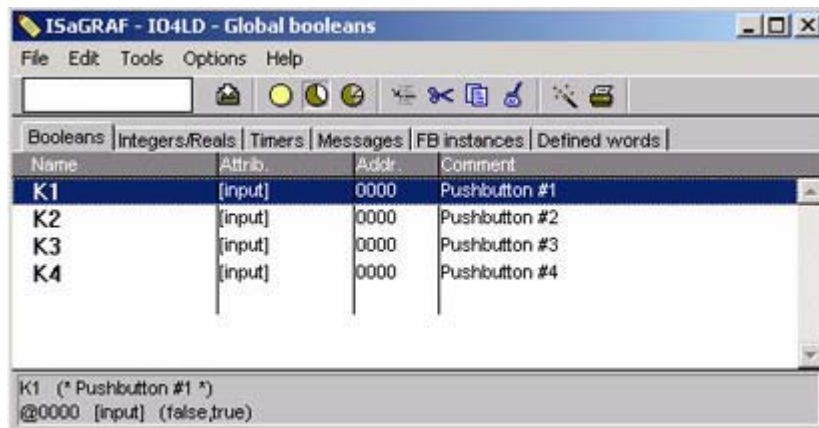 ISaGRAF - IO4LD - Global booleans
File Edit Tools Options Help
Booleans Integers/Reals Timers Messages FB instances Defined words
Name Attrib. Addr. Comment
K1 [input] 0000 Pushbutton #1
K2 [input] 0000 Pushbutton #2
K3 [input] 0000 Pushbutton #3
K4 [input] 0000 Pushbutton #4
K1 (* Pushbutton #1 *)
@0000 [input] (false,true)